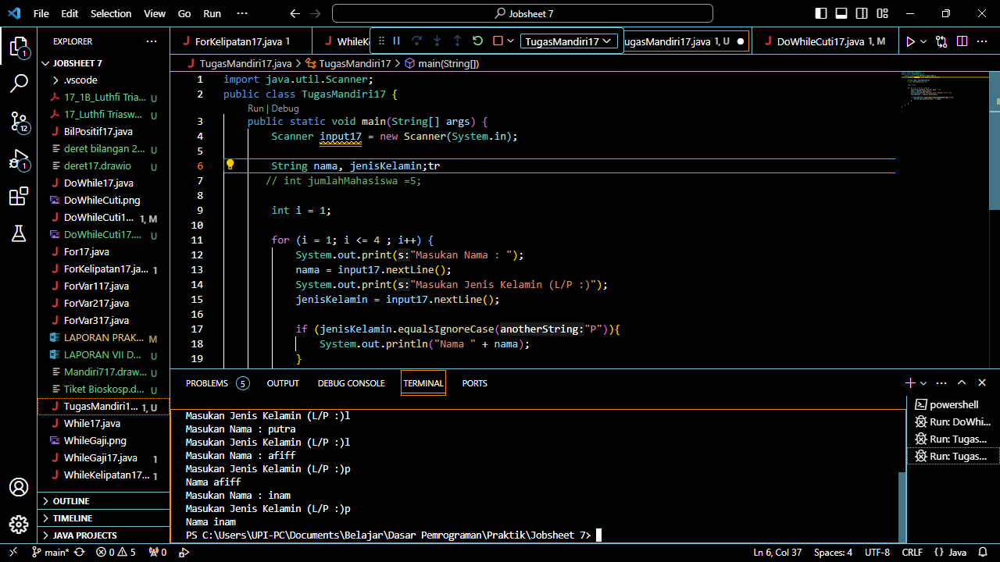 File Edit Selection View Go Run ··· Jobsheet 7
EXPLORER ···
JOBSHEET 7
.vscode
17_1B_Luthfi Tria... U
17_Luthfi Triasw... U
BilPositif17.java
deret bilangan 2... U
deret17.drawio U
DoWhile17.java
DoWhileCuti.png
DoWhileCuti1... 1, M
DoWhileCuti17.... U
For17.java
ForKelipatan17.ja... 1
ForVar117.java
ForVar217.java
ForVar317.java
LAPORAN PRAK... M
LAPORAN VII D... U
Mandiri717.draw... U
Tiket Bioskosp.d... U
TugasMandiri1... 1, U
While17.java
WhileGaji.png
WhileGaji17.java 1
WhileKelipatan17... 1
OUTLINE
TIMELINE
JAVA PROJECTS
1
12
1
ForKelipatan17.java 1 WhileKe TugasMandiri17 ugasMandiri17.java 1, U DoWhileCuti17.java 1, M ···
TugasMandiri17.java > TugasMandiri17 > main(String[])
1 import java.util.Scanner;
2 public class TugasMandiri17 {
Run | Debug
3 public static void main(String[] args) {
4 Scanner input17 = new Scanner(System.in);
5
6 String nama, jenisKelamin;tr
7 // int jumlahMahasiswa =5;
8
9 int i = 1;
10
11 for (i = 1; i <= 4 ; i++) {
12 System.out.print(s:"Masukan Nama : ");
13 nama = input17.nextLine();
14 System.out.print(s:"Masukan Jenis Kelamin (L/P :)");
15 jenisKelamin = input17.nextLine();
16
17 if (jenisKelamin.equalsIgnoreCase(anotherString:"P")){
18 System.out.println("Nama " + nama);
19 }
PROBLEMS 5 OUTPUT DEBUG CONSOLE TERMINAL PORTS
Masukan Jenis Kelamin (L/P :)l
Masukan Nama : putra
Masukan Jenis Kelamin (L/P :)l
Masukan Nama : afiff
Masukan Jenis Kelamin (L/P :)p
Nama afiff
Masukan Nama : inam
Masukan Jenis Kelamin (L/P :)p
Nama inam
PS C:\Users\UPI-PC\Documents\Belajar\Dasar Pemrograman\Praktik\Jobsheet 7>
powershell
Run: DoWhi...
Run: Tugas...
Run: Tugas...
main* 0 5 0 Ln 6, Col 37 Spaces: 4 UTF-8 CRLF {} Java